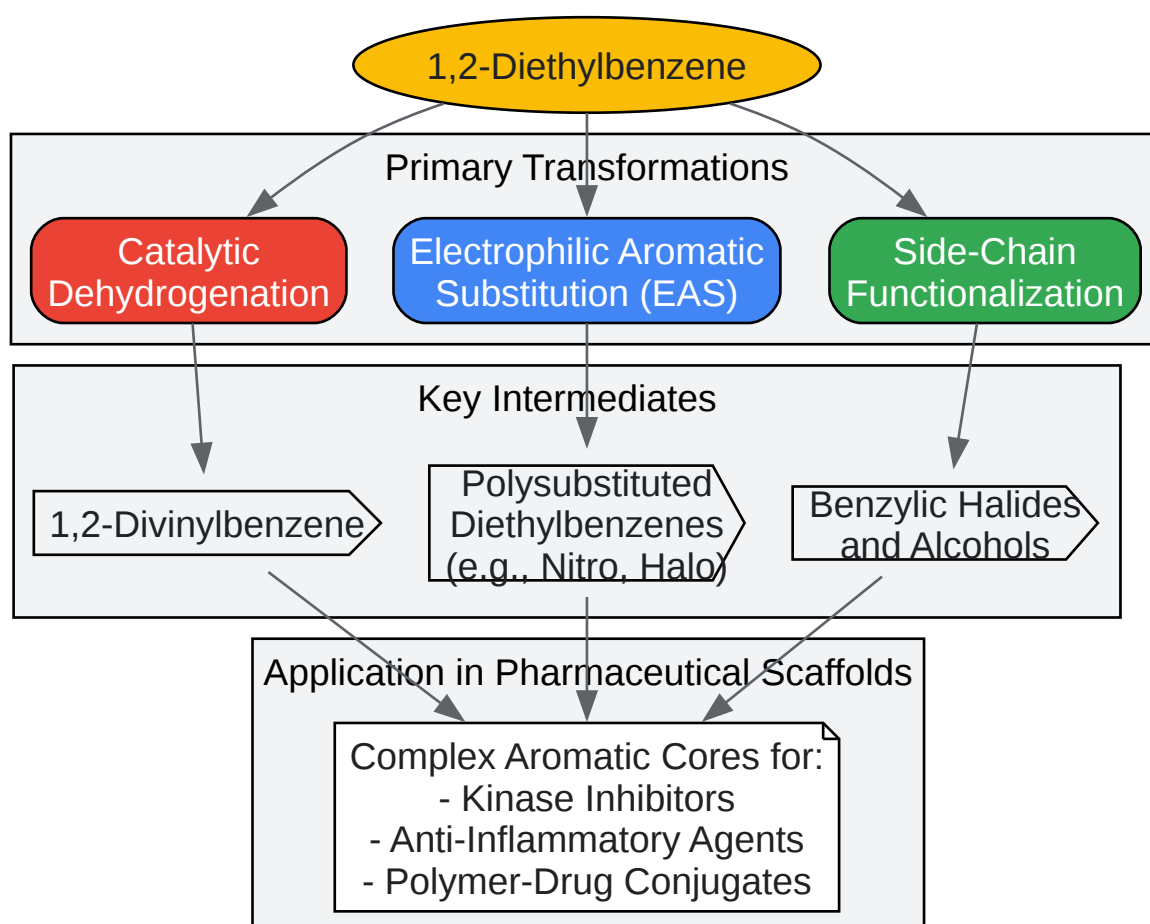 1,2-Diethylbenzene
Primary Transformations
Catalytic
Dehydrogenation
Electrophilic Aromatic
Substitution (EAS)
Side-Chain
Functionalization
Key Intermediates
1,2-Divinylbenzene
Polysubstituted
Diethylbenzenes
(e.g., Nitro, Halo)
Benzylic Halides
and Alcohols
Application in Pharmaceutical Scaffolds
Complex Aromatic Cores for:
- Kinase Inhibitors
- Anti-Inflammatory Agents
- Polymer-Drug Conjugates